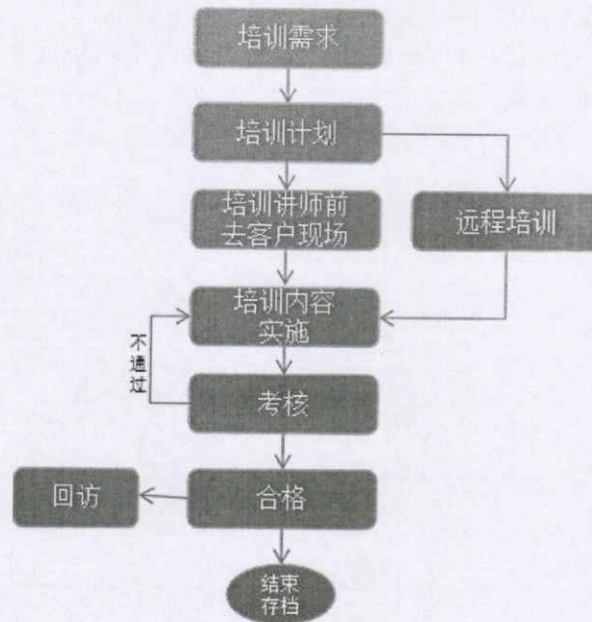 培训需求
培训计划
培训讲师前
去客户现场
远程培训
培训内容
实施
不通过
考核
回访
合格
结束
存档